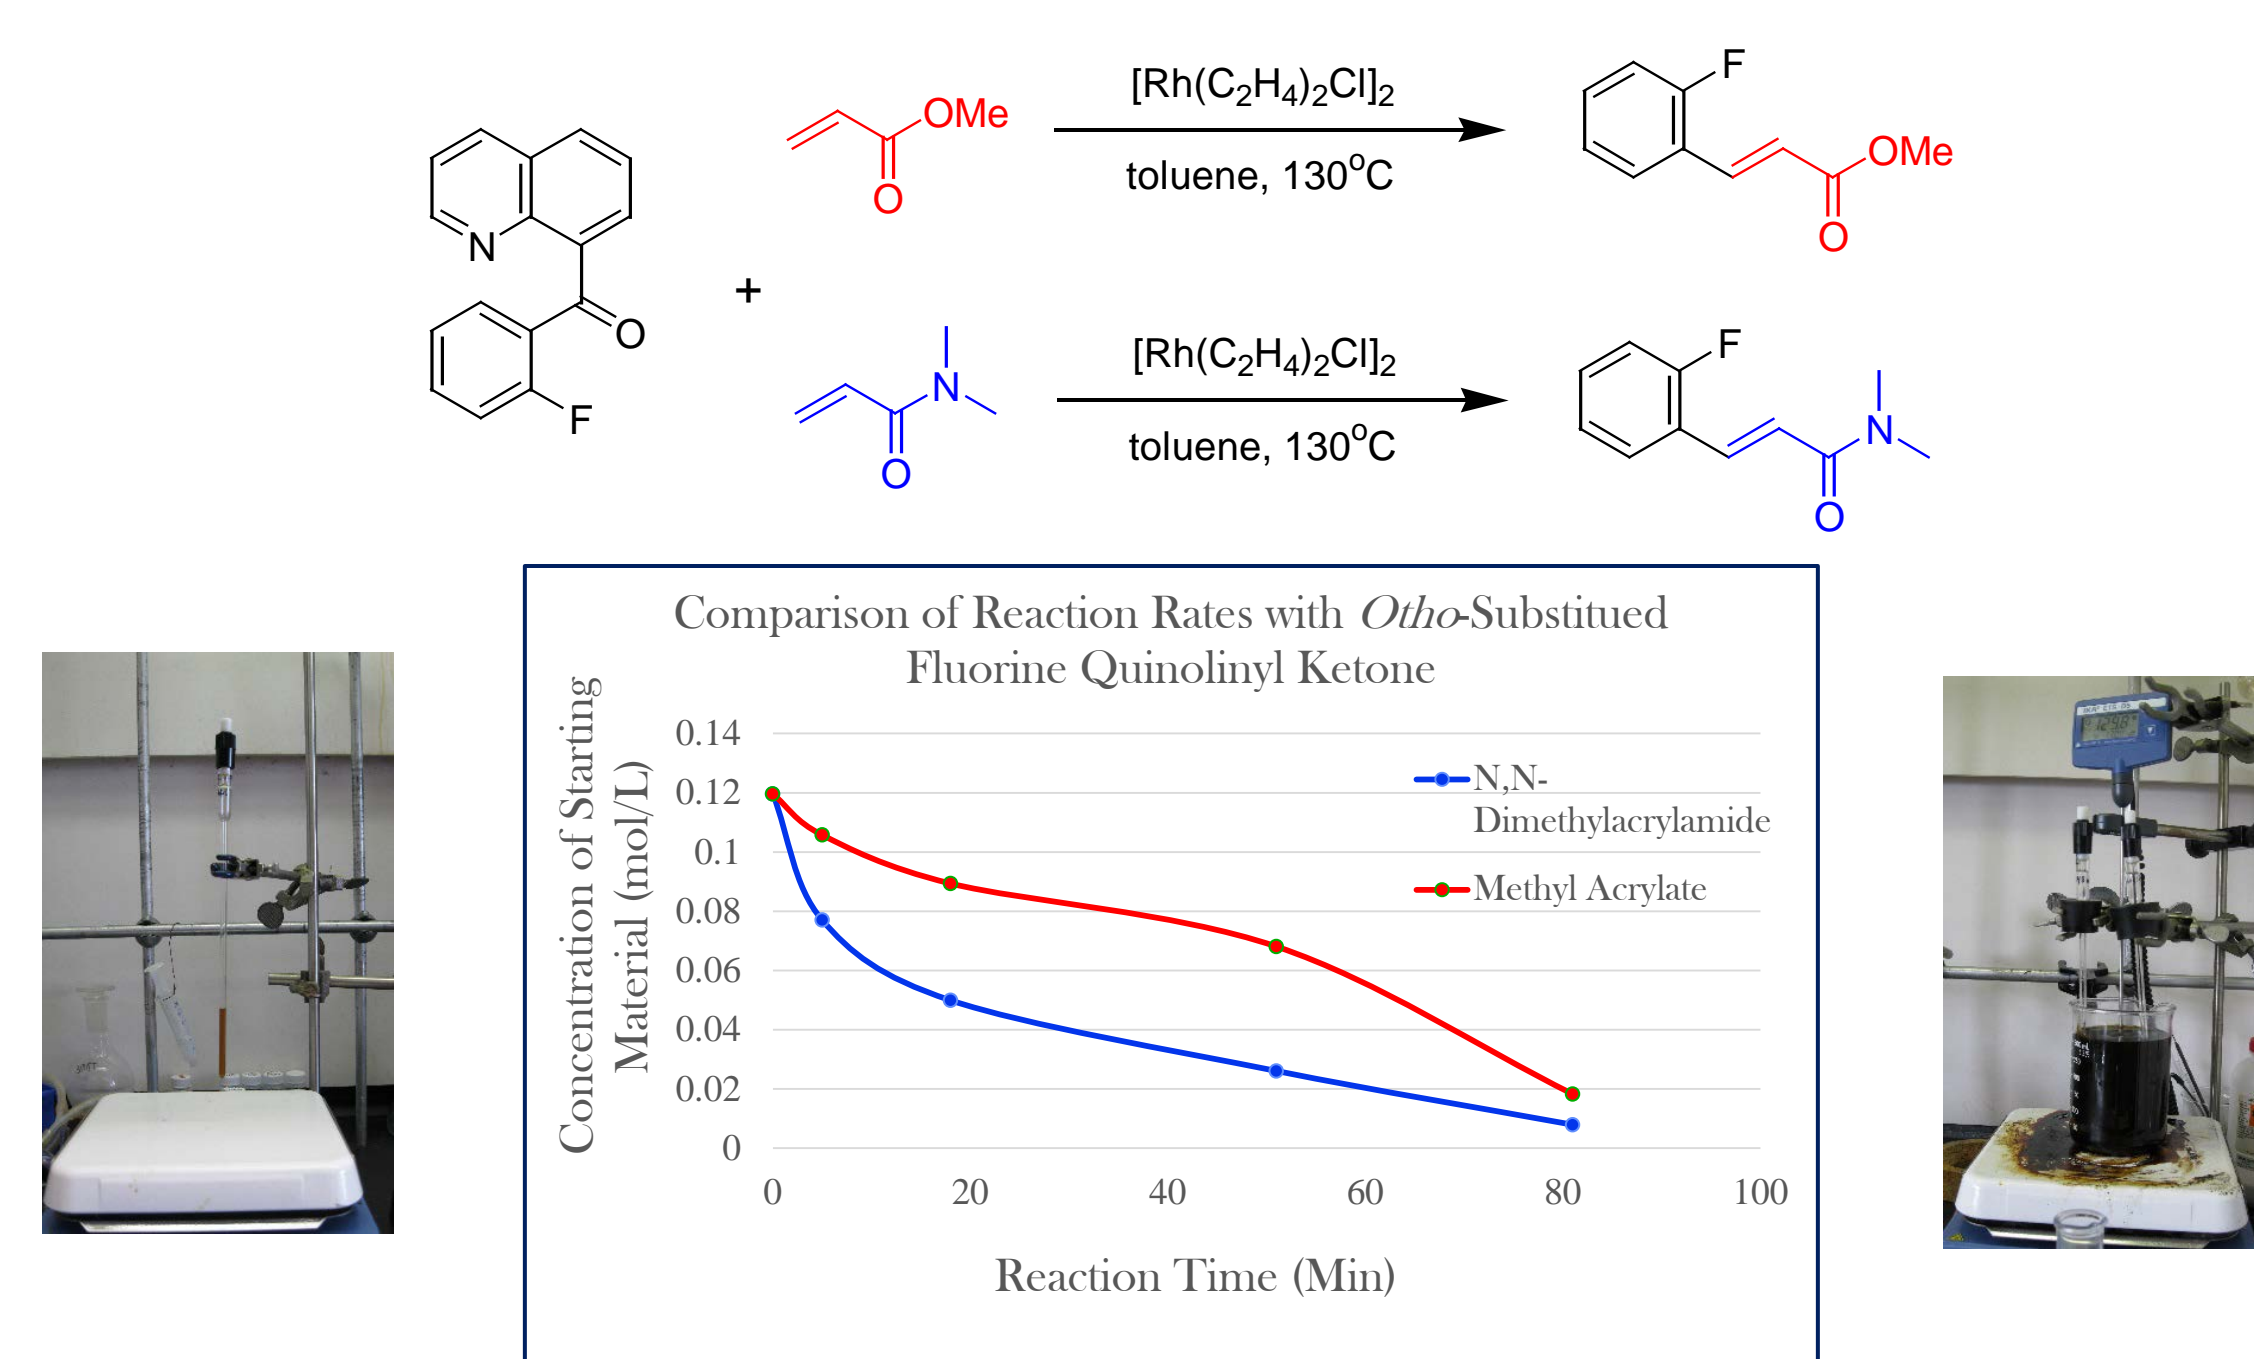 [Rh(C₂H₄)₂Cl]₂
OMe
O
toluene, 130°C
F
OMe
O
N
O
F
+
[Rh(C₂H₄)₂Cl]₂
N
O
toluene, 130°C
F
N
O
Comparison of Reaction Rates with Otho-Substitued
Fluorine Quinolinyl Ketone
Concentration of Starting
Material (mol/L)
0.14
0.12
0.1
0.08
0.06
0.04
0.02
0
N,N-
Dimethylacrylamide
Methyl Acrylate
0 20 40 60 80 100
Reaction Time (Min)